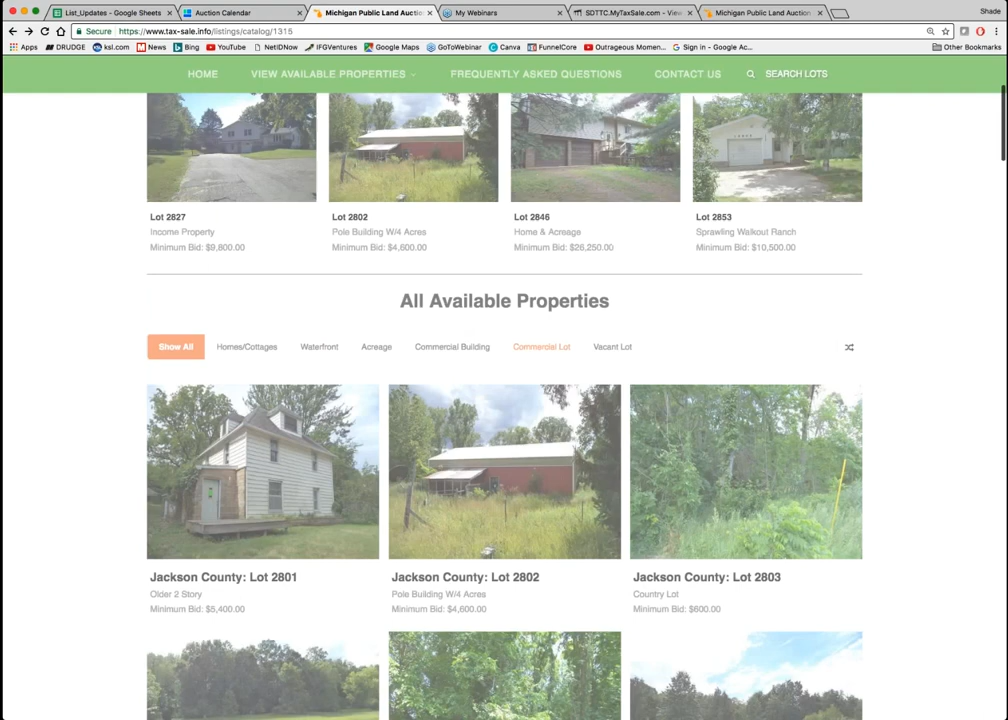 List_Updates - Google Sheets
Auction Calendar
Michigan Public Land Auctio
My Webinars
SDTTC.MyTaxSale.com - View
Michigan Public Land Auction
Shade
Secure
https://www.tax-sale.info/listings/catalog/1315
Apps
DRUDGE
ksl.com
News
Bing
YouTube
NetIDNow
IFGVentures
Google Maps
GoToWebinar
Canva
FunnelCore
Outrageous Momen...
Sign in - Google Ac...
Other Bookmarks
HOME
VIEW AVAILABLE PROPERTIES
FREQUENTLY ASKED QUESTIONS
CONTACT US
SEARCH LOTS
Lot 2827
Income Property
Minimum Bid: $9,800.00
Lot 2802
Pole Building W/4 Acres
Minimum Bid: $4,600.00
Lot 2846
Home & Acreage
Minimum Bid: $26,250.00
Lot 2853
Sprawling Walkout Ranch
Minimum Bid: $10,500.00
All Available Properties
Show All
Homes/Cottages
Waterfront
Acreage
Commercial Building
Commercial Lot
Vacant Lot
Jackson County: Lot 2801
Older 2 Story
Minimum Bid: $5,400.00
Jackson County: Lot 2802
Pole Building W/4 Acres
Minimum Bid: $4,600.00
Jackson County: Lot 2803
Country Lot
Minimum Bid: $600.00